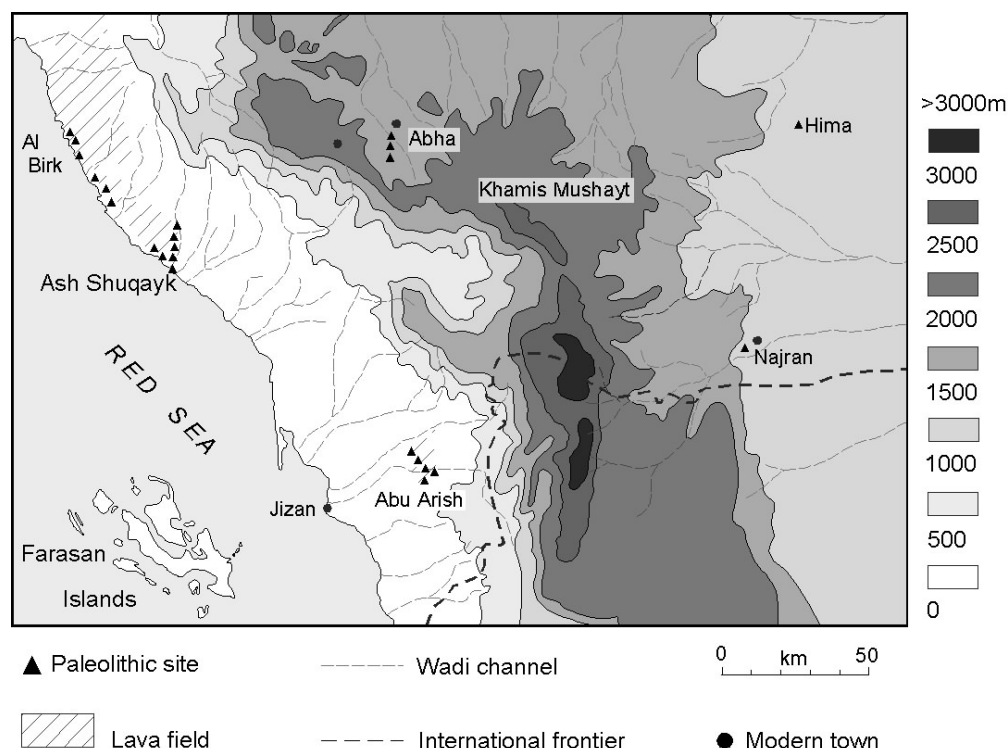 >3000m
3000
2500
2000
1500
1000
500
0
Al
Birk
Abha
Hima
Khamis Mushayt
Ash Shuqayk
RED SEA
Najran
Abu Arish
Jizan
Farasan
Islands
Paleolithic site
Wadi channel
0 km 50
Lava field
International frontier
Modern town